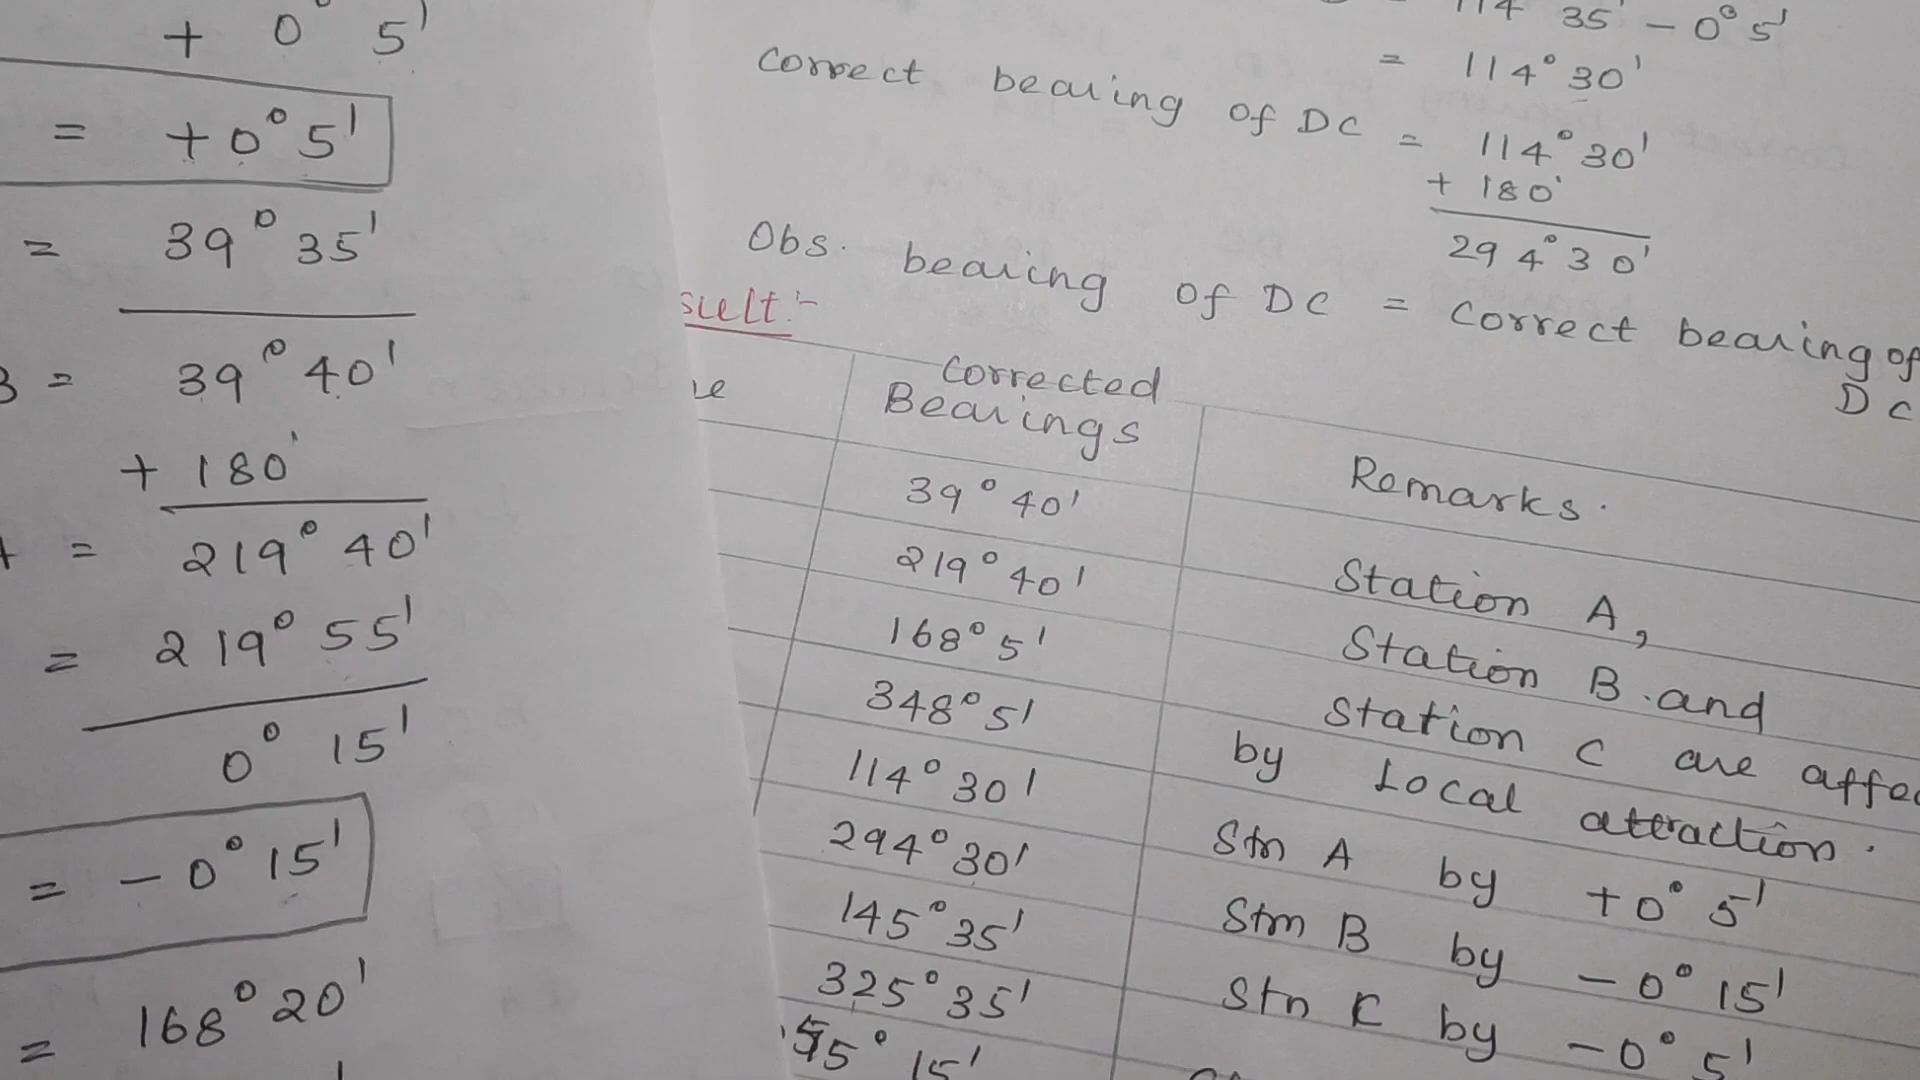 + 0° 5'
= +0° 5'
= 39° 35'
B = 39° 40'
+ 180'
= 219° 40'
= 219° 55'
0° 15'
= -0° 15'
= 168° 20'
114 35' - 0° 5'
= 114° 30'
Correct bearing of DC = 114° 30'
+ 180'
294° 30'
Obs. bearing of DC = Correct bearing of
DC
sult:-
Corrected
Bearings
Remarks.
39° 40'
219° 40'
168° 5'
348° 5'
114° 30'
294° 30'
145° 35'
325° 35'
15'
Station A,
Station B. and
Station C are affec
by Local attraction.
Stn A by +0° 5'
Stn B by -0° 15'
Stn C by -0° 5'